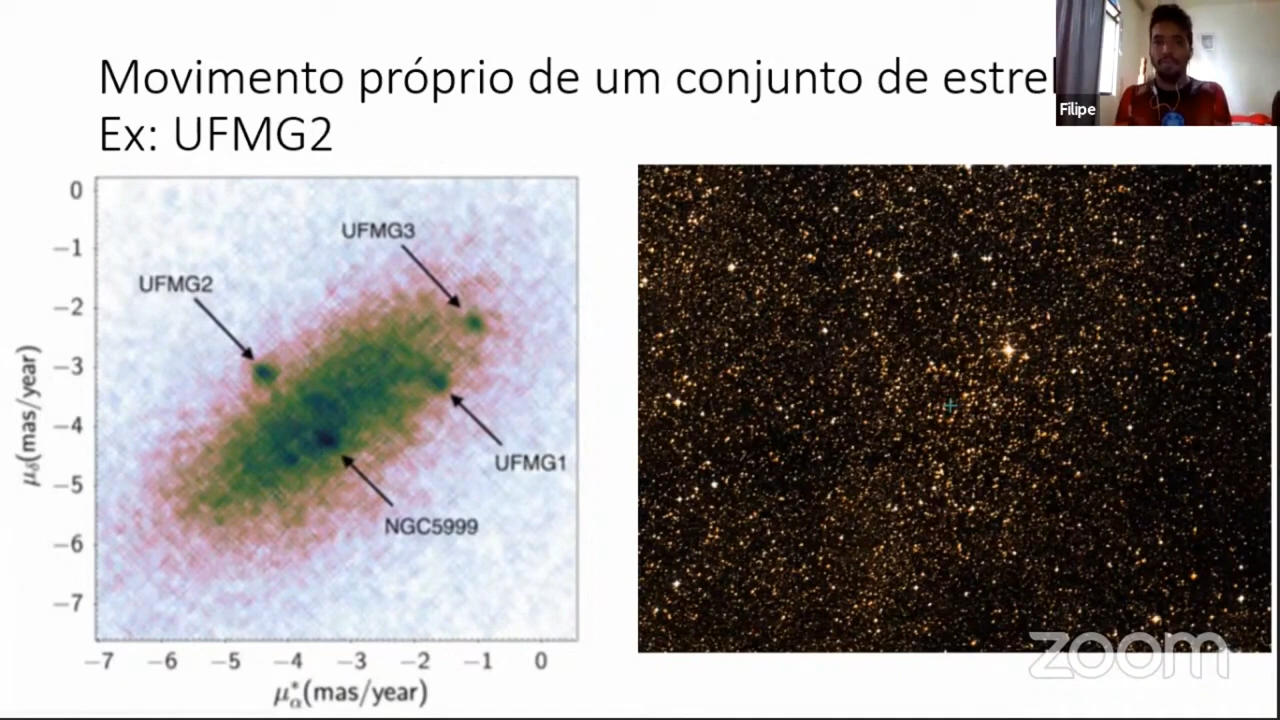 Movimento próprio de um conjunto de estrel
Ex: UFMG2
Filipe
0
−1
−2
−3
−4
−5
−6
−7
μδ(mas/year)
UFMG3
UFMG2
UFMG1
NGC5999
−7 −6 −5 −4 −3 −2 −1 0
μ*α(mas/year)
zoom